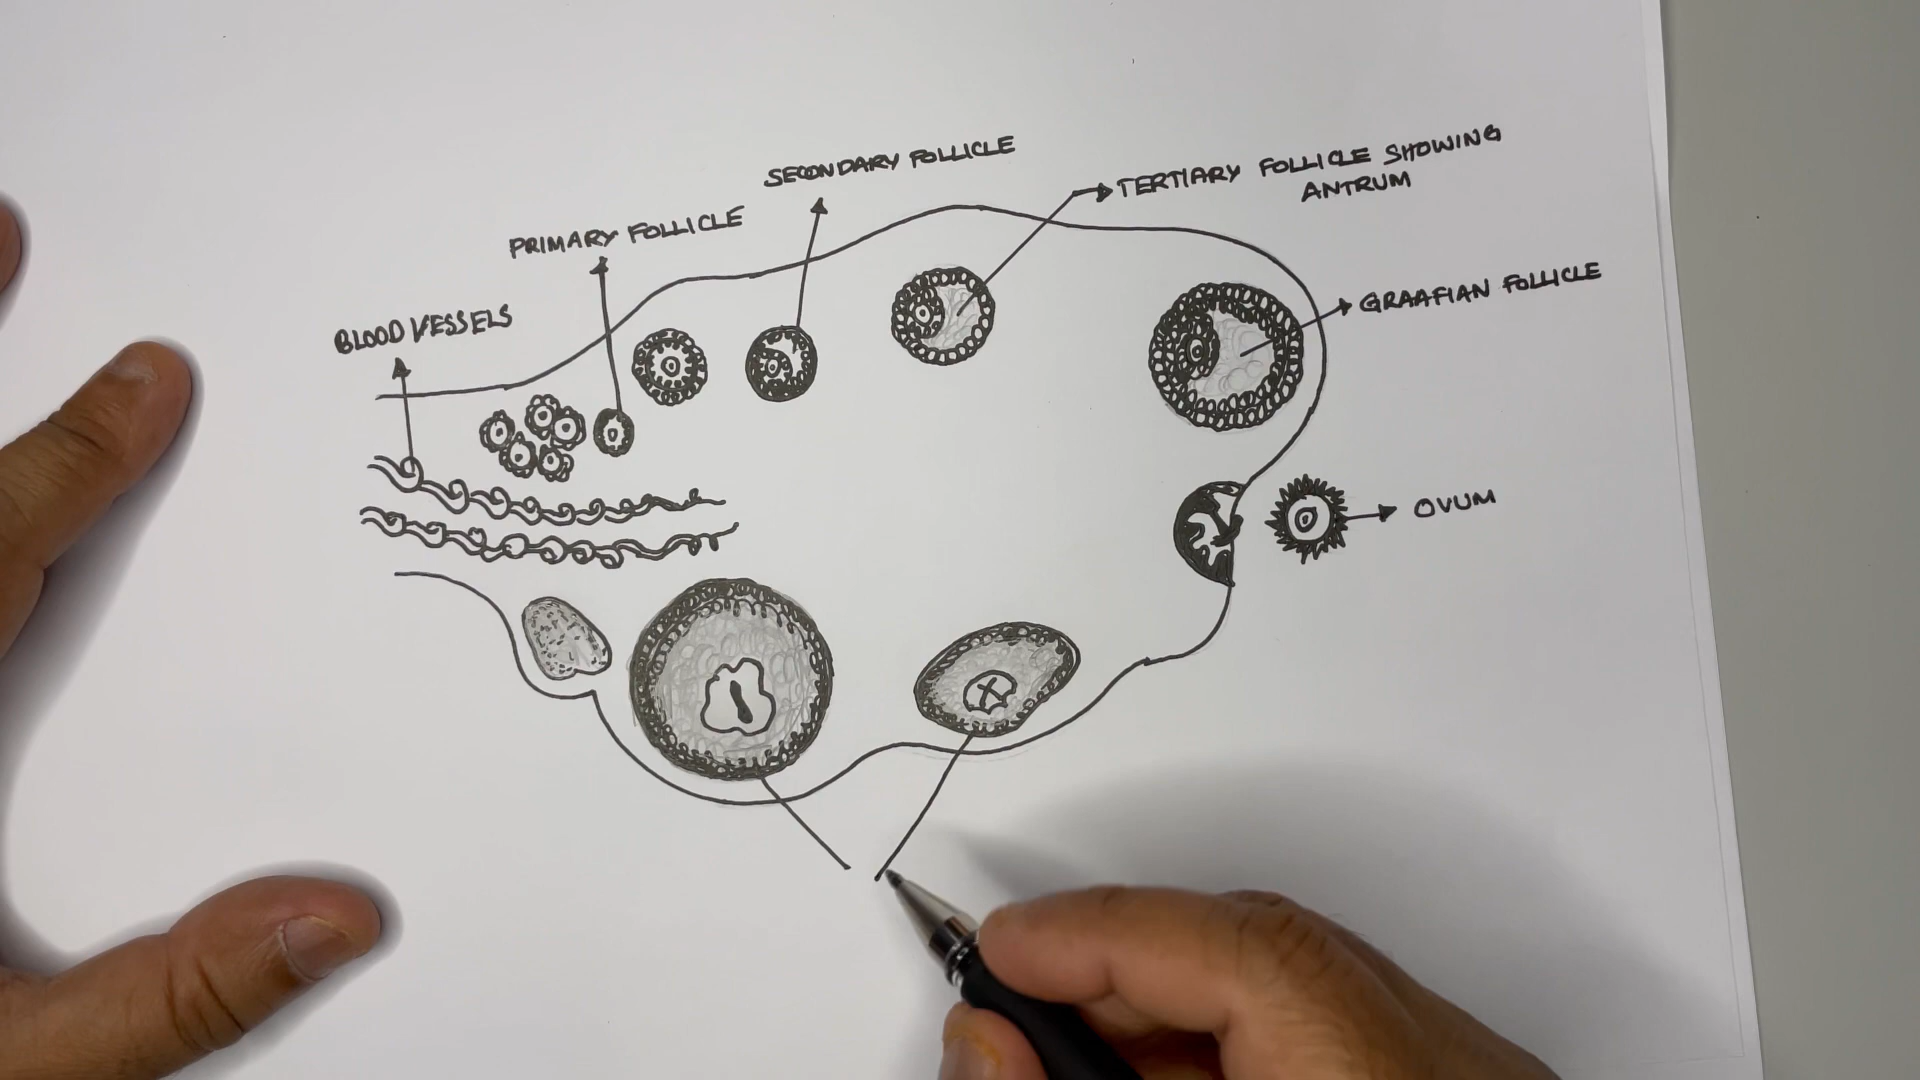 SECONDARY FOLLICLE
TERTIARY FOLLICLE SHOWING
ANTRUM
PRIMARY FOLLICLE
GRAAFIAN FOLLICLE
BLOOD VESSELS
OVUM